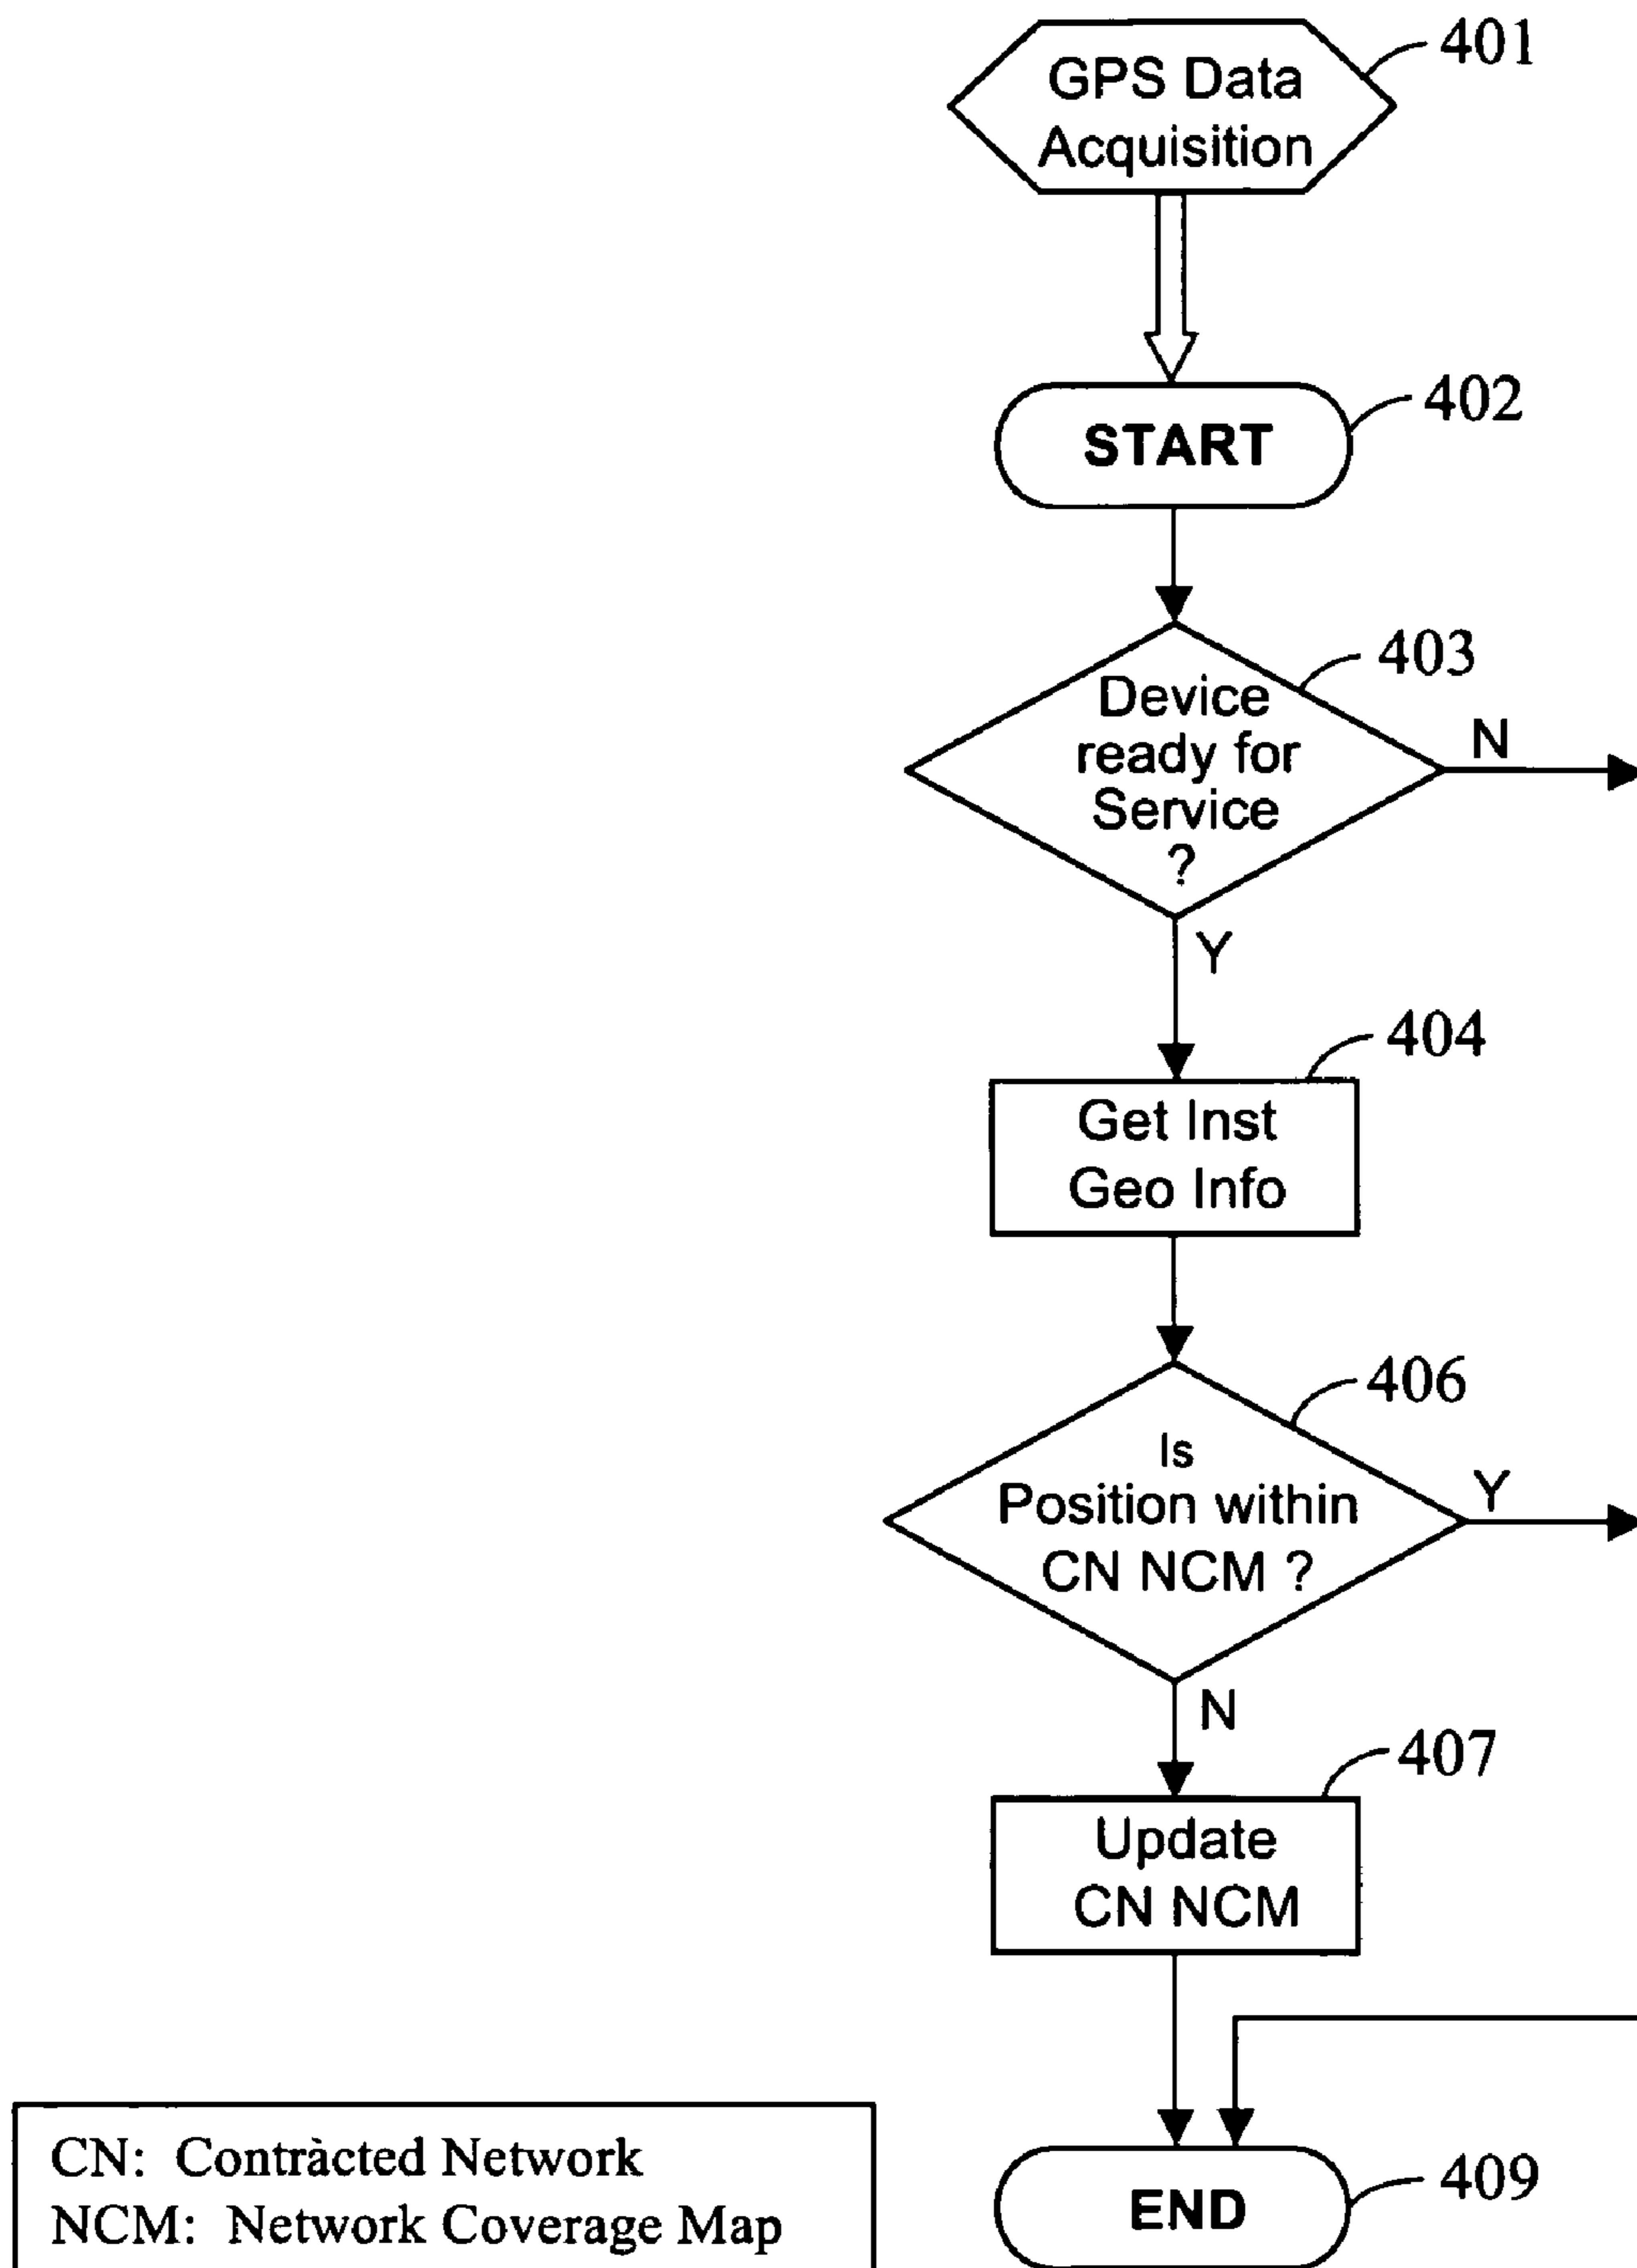 GPS Data
Acquisition
401
START
402
403
Device
ready for
Service
?
N
Y
404
Get Inst
Geo Info
406
Is
Position within
CN NCM ?
Y
N
407
Update
CN NCM
CN: Contracted Network
NCM: Network Coverage Map
END
409